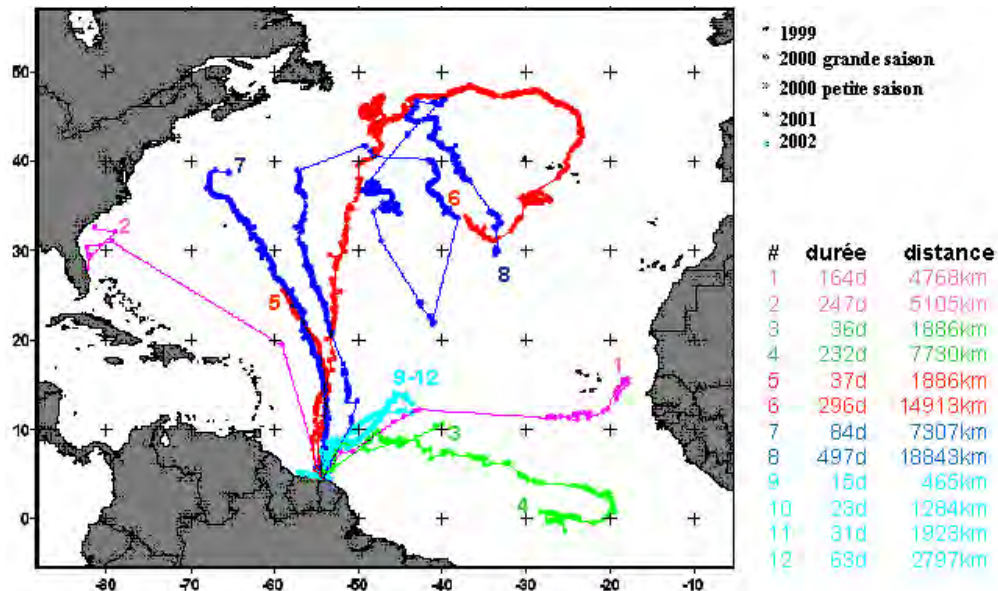 1999
2000 grande saison
2000 petite saison
2001
2002
50
40
30
20
10
0
-80
-70
-60
-50
-40
-30
-20
-10
7
2
6
8
5
9-12
1
3
4
# durée distance
1 164d 4768km
2 247d 5105km
3 36d 1886km
4 232d 7730km
5 37d 1886km
6 296d 14913km
7 84d 7307km
8 497d 18843km
9 15d 465km
10 23d 1284km
11 31d 1923km
12 63d 2797km